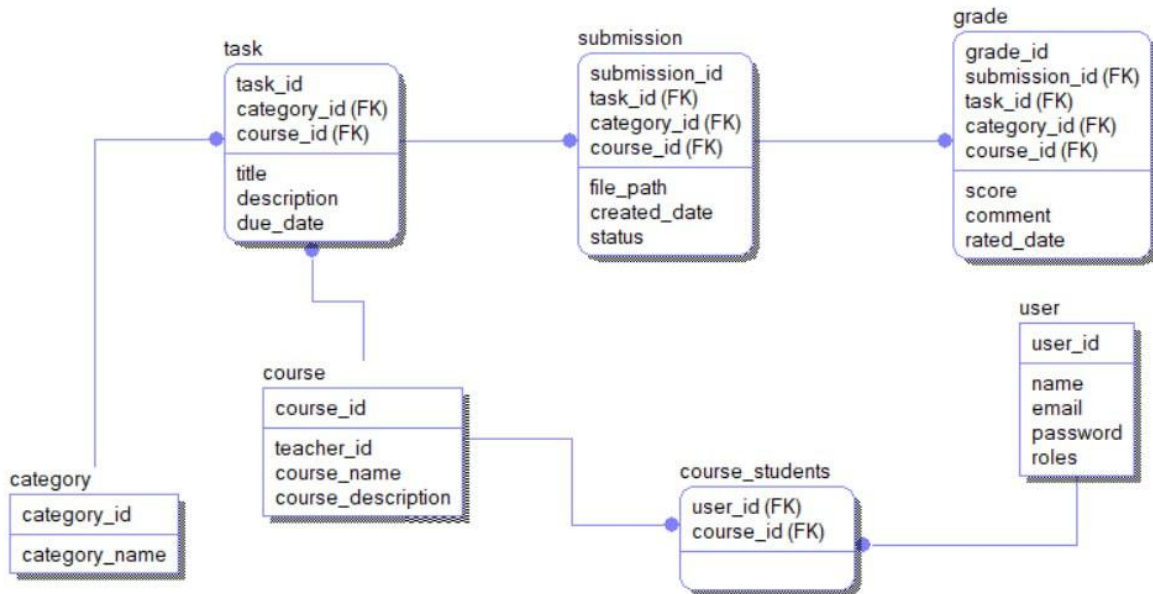 task
task_id
category_id (FK)
course_id (FK)
title
description
due_date
submission
submission_id
task_id (FK)
category_id (FK)
course_id (FK)
file_path
created_date
status
grade
grade_id
submission_id (FK)
task_id (FK)
category_id (FK)
course_id (FK)
score
comment
rated_date
category
category_id
category_name
course
course_id
teacher_id
course_name
course_description
course_students
user_id (FK)
course_id (FK)
user
user_id
name
email
password
roles